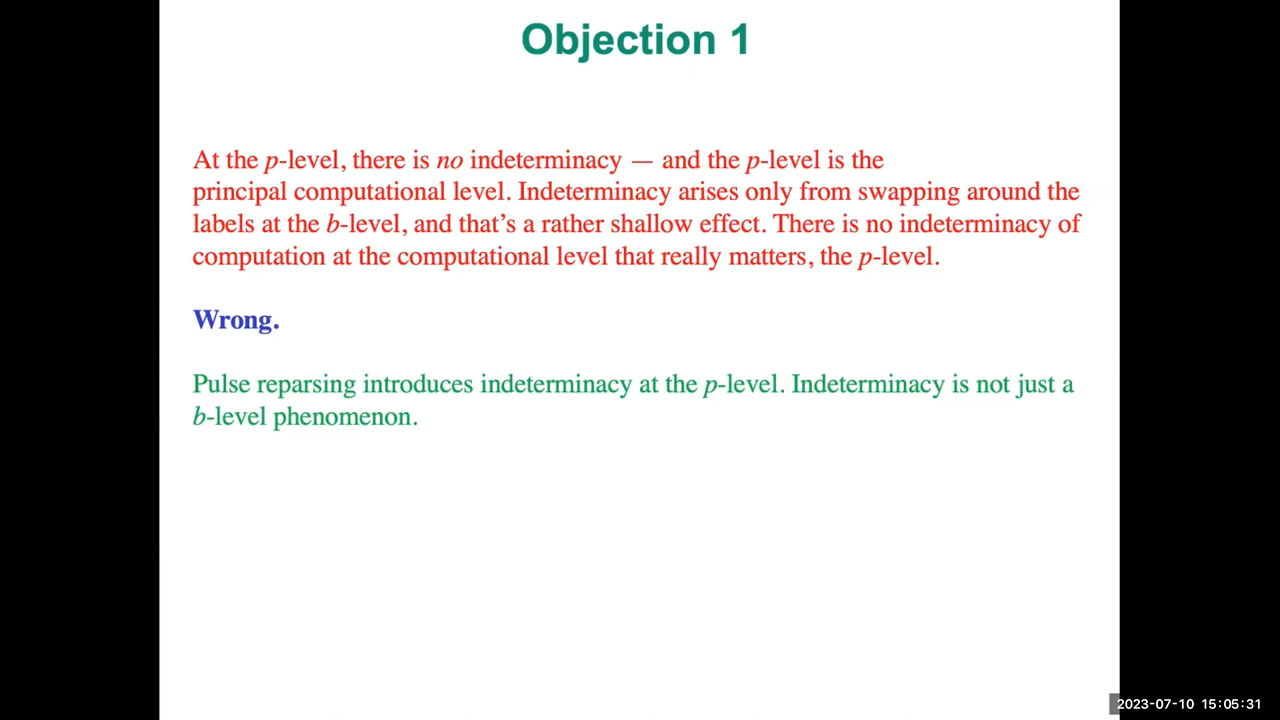 Objection 1
At the p-level, there is no indeterminacy — and the p-level is the
principal computational level. Indeterminacy arises only from swapping around the
labels at the b-level, and that’s a rather shallow effect. There is no indeterminacy of
computation at the computational level that really matters, the p-level.
Wrong.
Pulse reparsing introduces indeterminacy at the p-level. Indeterminacy is not just a
b-level phenomenon.
2023-07-10 15:05:31